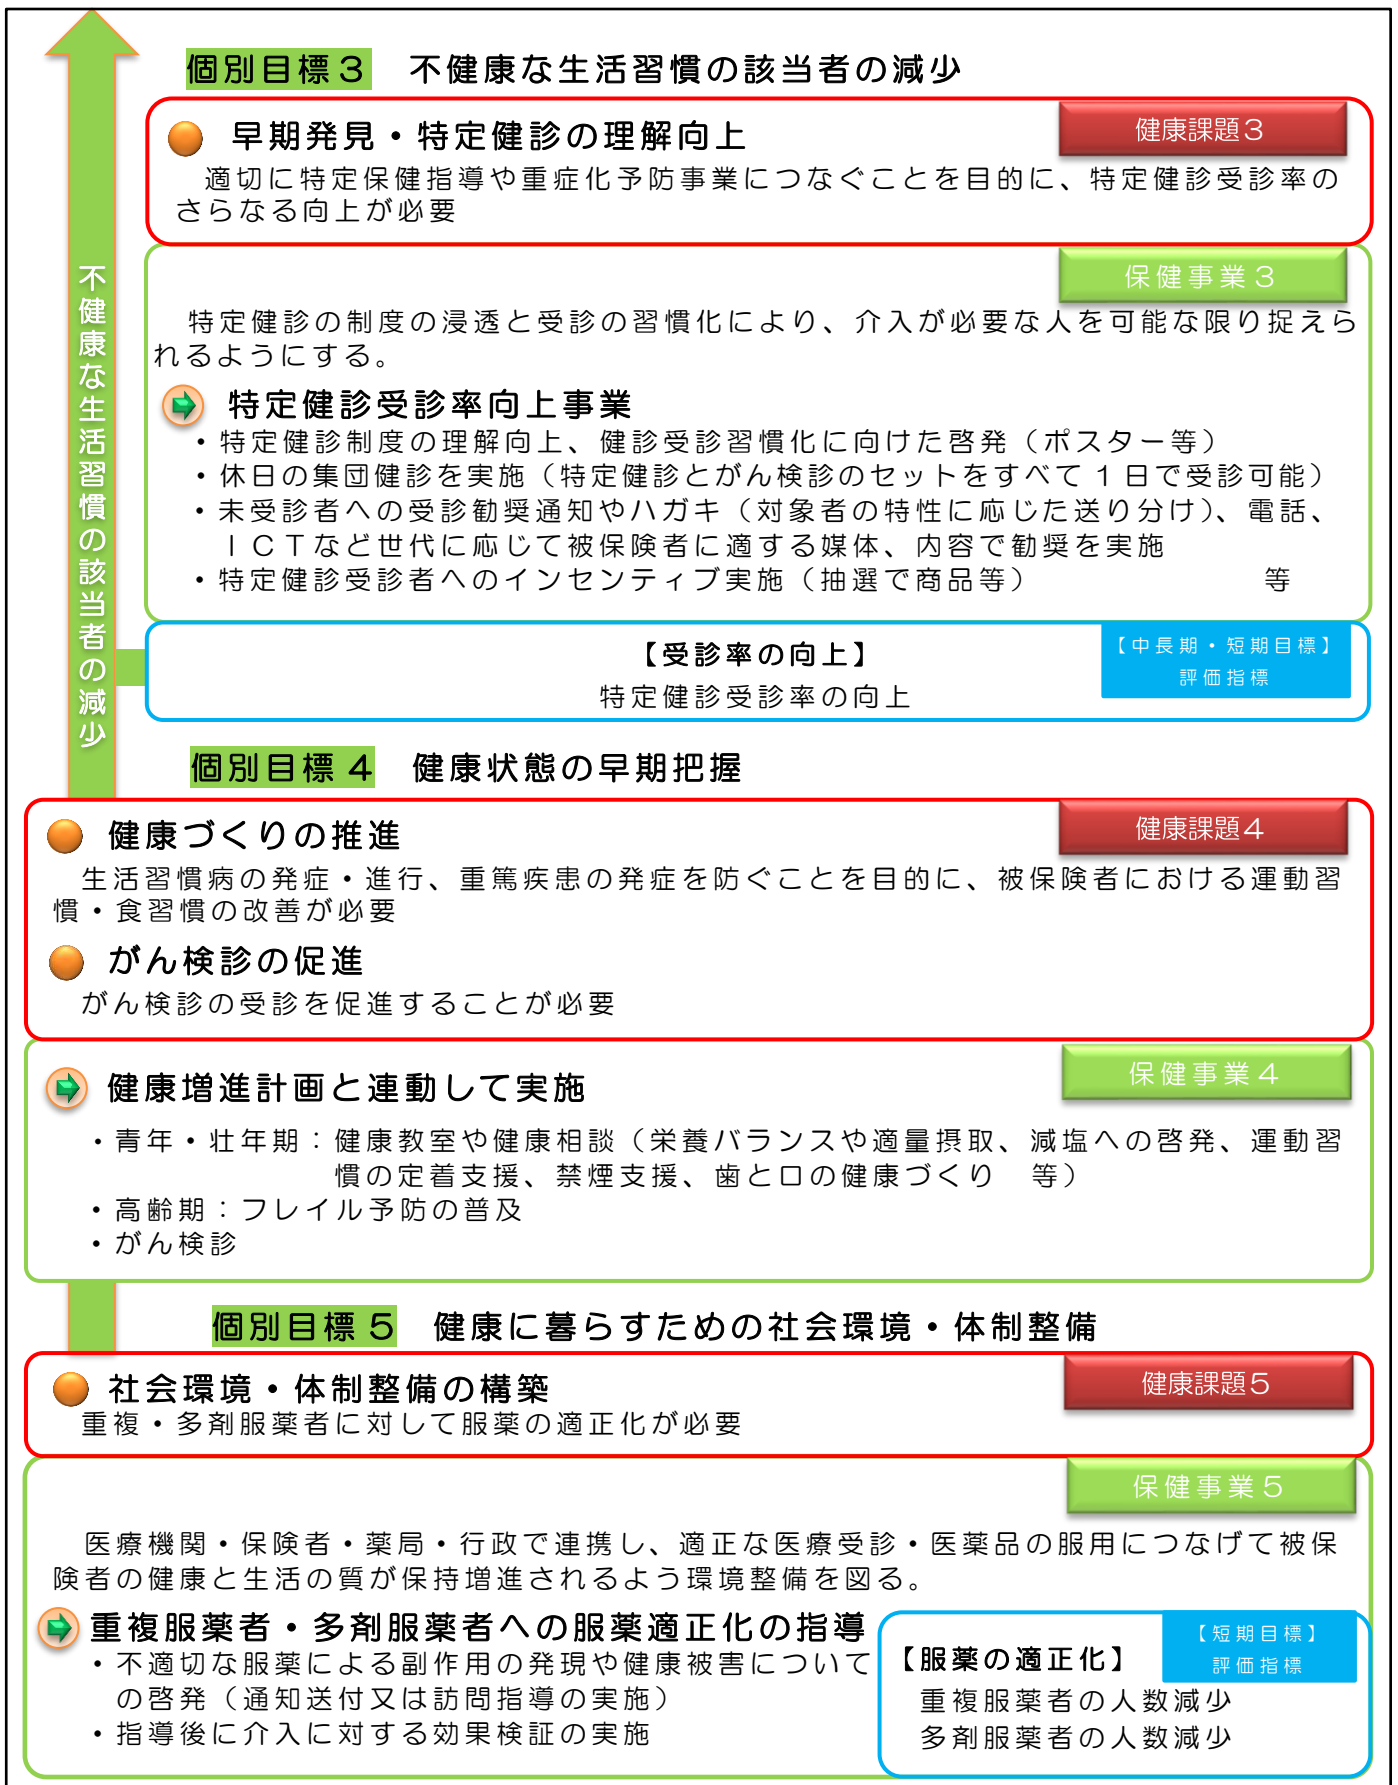 個別目標３　不健康な生活習慣の該当者の減少
早期発見・特定健診の理解向上
健康課題３
適切に特定保健指導や重症化予防事業につなぐことを目的に、特定健診受診率の
さらなる向上が必要
保健事業３
特定健診の制度の浸透と受診の習慣化により、介入が必要な人を可能な限り捉えら
れるようにする。
特定健診受診率向上事業
・特定健診制度の理解向上、健診受診習慣化に向けた啓発（ポスター等）
・休日の集団健診を実施（特定健診とがん検診のセットをすべて１日で受診可能）
・未受診者への受診勧奨通知やハガキ（対象者の特性に応じた送り分け）、電話、
ＩＣＴなど世代に応じて被保険者に適する媒体、内容で勧奨を実施
・特定健診受診者へのインセンティブ実施（抽選で商品等）　　　　　　　等
不健康な生活習慣の該当者の減少
【受診率の向上】
特定健診受診率の向上
【中長期・短期目標】
評価指標
個別目標４　健康状態の早期把握
健康づくりの推進
健康課題４
生活習慣病の発症・進行、重篤疾患の発症を防ぐことを目的に、被保険者における運動習
慣・食習慣の改善が必要
がん検診の促進
がん検診の受診を促進することが必要
保健事業４
健康増進計画と連動して実施
・青年・壮年期：健康教室や健康相談（栄養バランスや適量摂取、減塩への啓発、運動習
慣の定着支援、禁煙支援、歯と口の健康づくり　等）
・高齢期：フレイル予防の普及
・がん検診
個別目標５　健康に暮らすための社会環境・体制整備
社会環境・体制整備の構築
健康課題５
重複・多剤服薬者に対して服薬の適正化が必要
保健事業５
医療機関・保険者・薬局・行政で連携し、適正な医療受診・医薬品の服用につなげて被保
険者の健康と生活の質が保持増進されるよう環境整備を図る。
重複服薬者・多剤服薬者への服薬適正化の指導
・不適切な服薬による副作用の発現や健康被害について
の啓発（通知送付又は訪問指導の実施）
・指導後に介入に対する効果検証の実施
【服薬の適正化】
【短期目標】
評価指標
重複服薬者の人数減少
多剤服薬者の人数減少